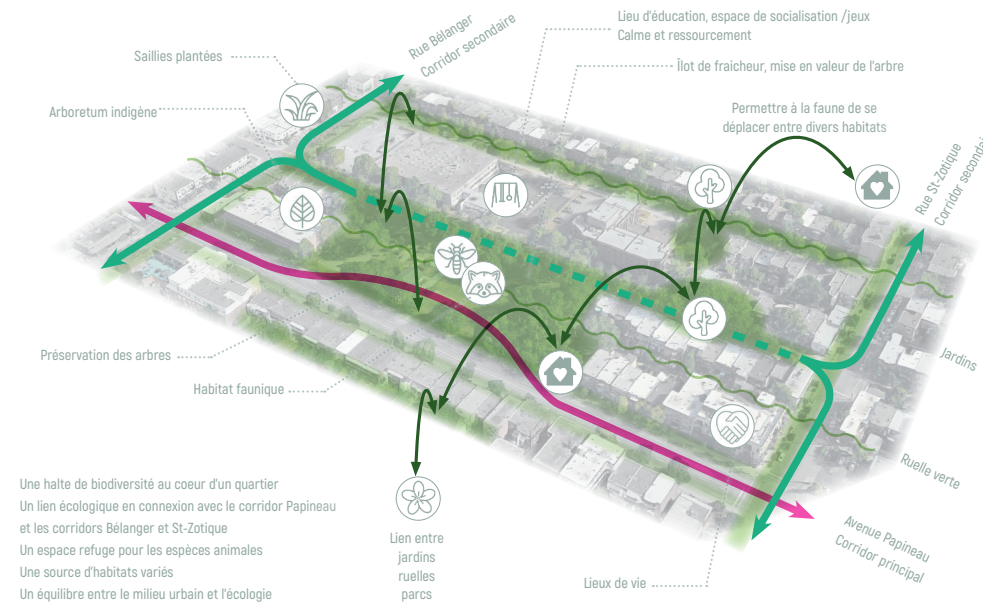 Lieu d'éducation, espace de socialisation /jeux
Calme et ressourcement
Rue Bélanger
Corridor secondaire
Saillies plantées
Îlot de fraicheur, mise en valeur de l'arbre
Arboretum indigène
Permettre à la faune de se
déplacer entre divers habitats
Rue St-Zotique
Corridor secondai
Préservation des arbres
Jardins
Habitat faunique
Ruelle verte
Une halte de biodiversité au coeur d'un quartier
Un lien écologique en connexion avec le corridor Papineau
et les corridors Bélanger et St-Zotique
Un espace refuge pour les espèces animales
Une source d'habitats variés
Un équilibre entre le milieu urbain et l'écologie
Lien entre
jardins
ruelles
parcs
Avenue Papineau
Corridor principal
Lieux de vie